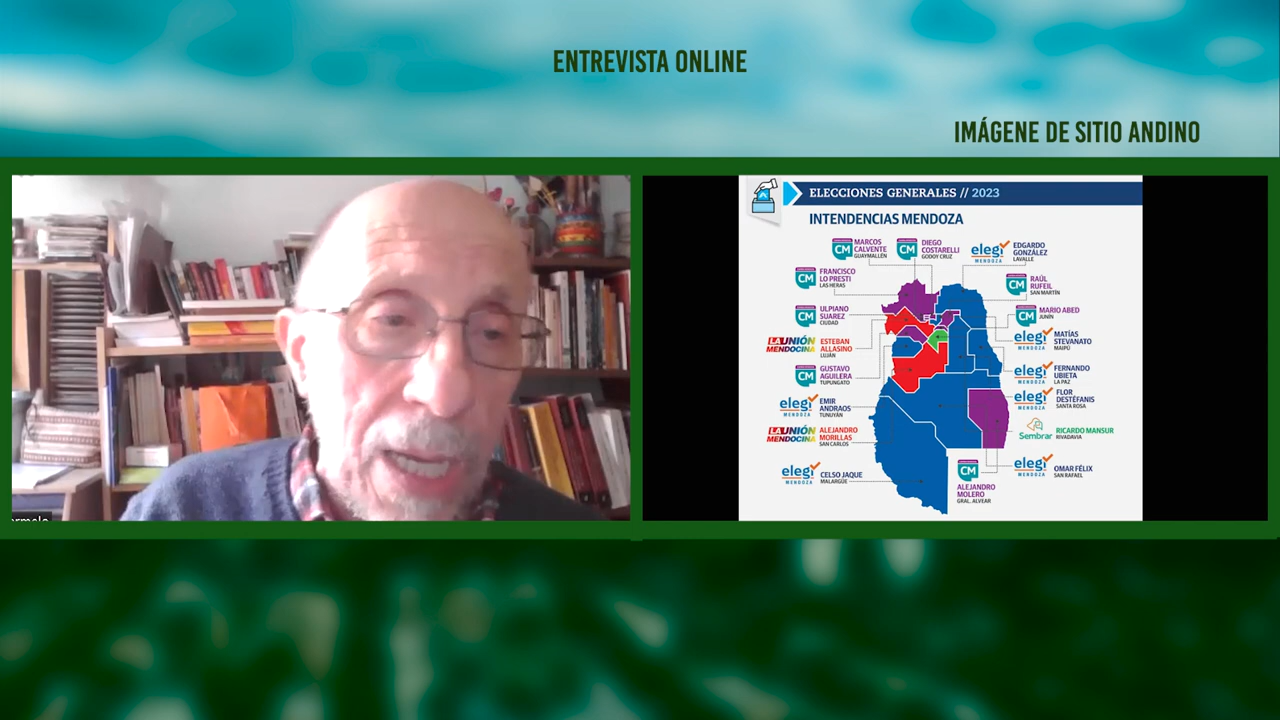 ENTREVISTA ONLINE
IMÁGENE DE SITIO ANDINO
ELECCIONES GENERALES // 2023
INTENDENCIAS MENDOZA
CM
MARCOS
CALVENTE
GUAYMALLÉN
CM
DIEGO
COSTARELLI
GODOY CRUZ
elegí
MENDOZA
EDGARDO
GONZÁLEZ
LAVALLE
CM
FRANCISCO
LO PRESTI
LAS HERAS
CM
RAÚL
RUFEIL
SAN MARTÍN
CM
ULPIANO
SUAREZ
CIUDAD
CM
MARIO ABED
JUNÍN
LA UNIÓN
MENDOCINA
ESTEBAN
ALLASINO
LUJÁN
elegí
MENDOZA
MATÍAS
STEVANATO
MAIPÚ
CM
GUSTAVO
AGUILERA
TUPUNGATO
elegí
MENDOZA
FERNANDO
UBIETA
LA PAZ
elegí
MENDOZA
EMIR
ANDRAOS
TUNUYÁN
elegí
MENDOZA
FLOR
DESTÉFANIS
SANTA ROSA
LA UNIÓN
MENDOCINA
ALEJANDRO
MORILLAS
SAN CARLOS
Sembrar
RICARDO MANSUR
RIVADAVIA
elegí
MENDOZA
CELSO JAQUE
MALARGÜE
CM
ALEJANDRO
MOLERO
GRAL. ALVEAR
elegí
MENDOZA
OMAR FÉLIX
SAN RAFAEL